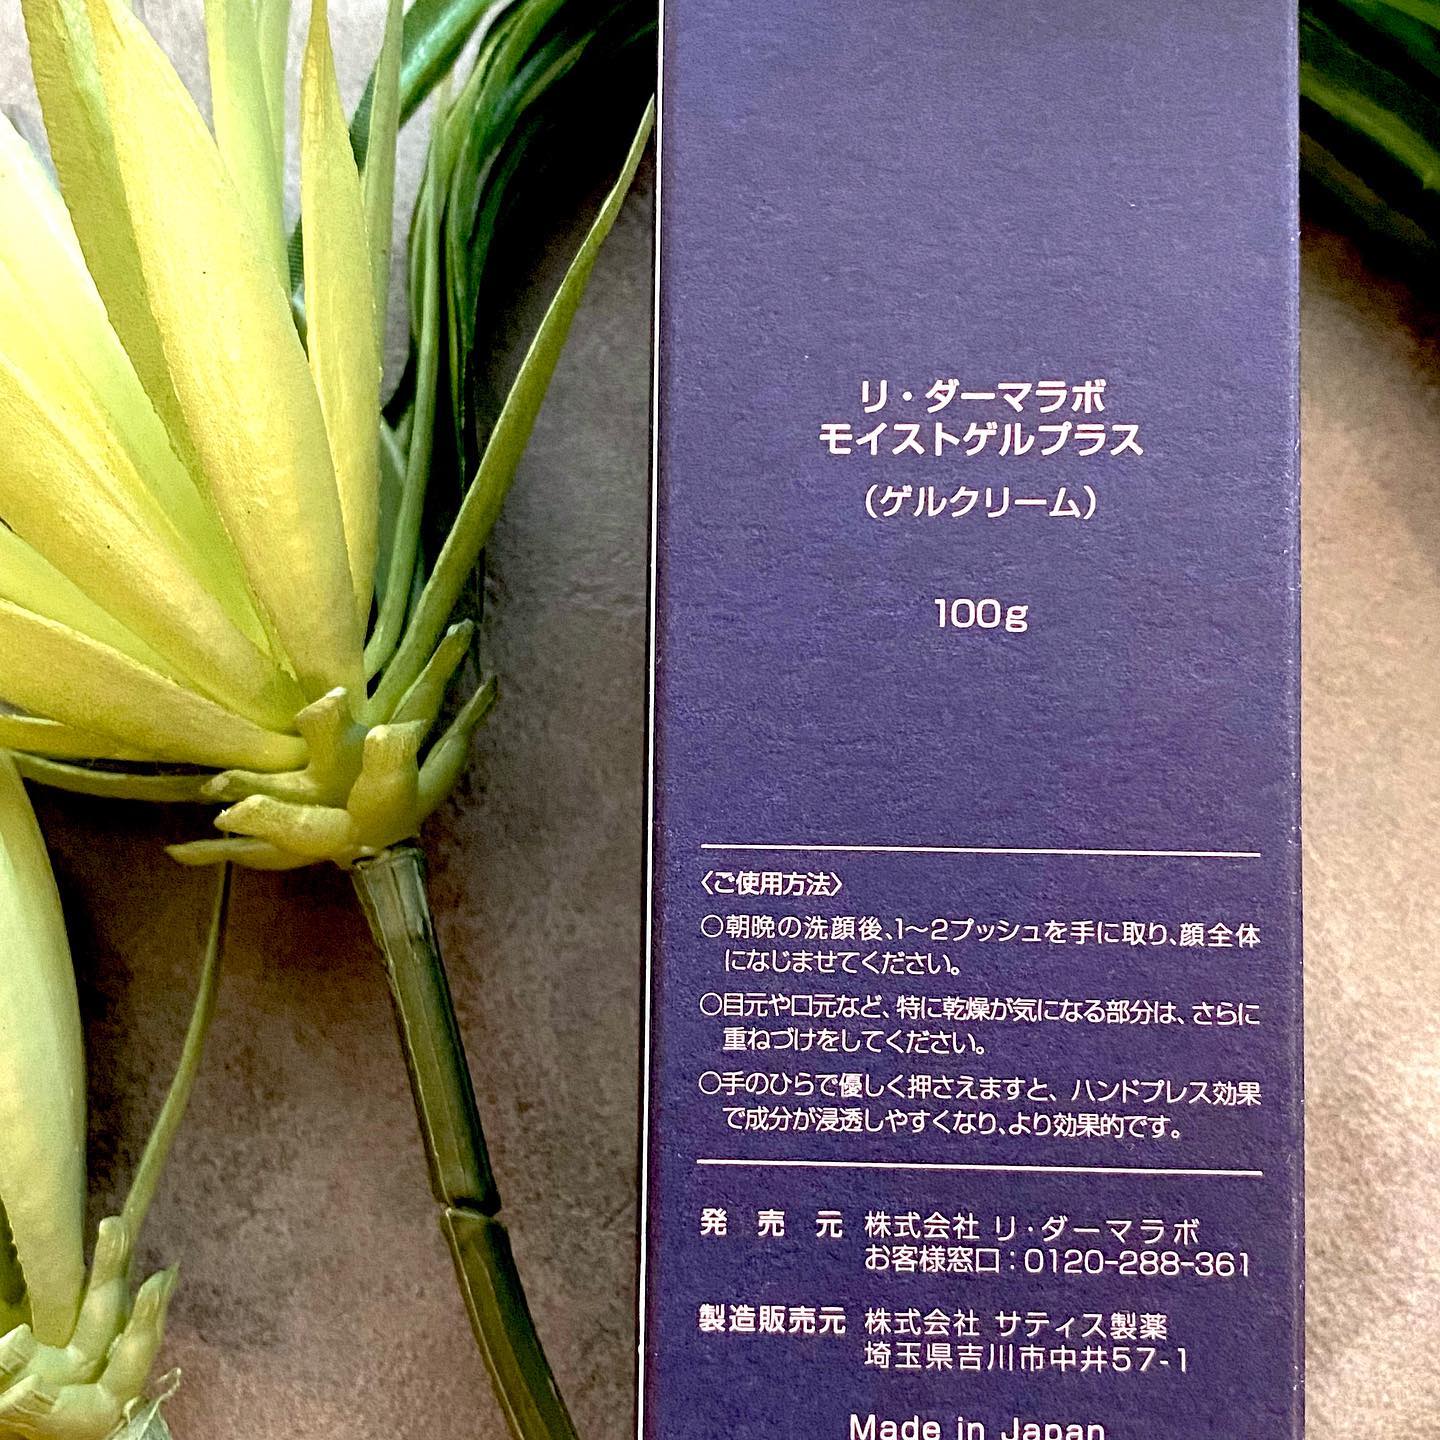 リ・ダーマラボ
モイストゲルプラス
（ゲルクリーム）
100g
〈ご使用方法〉
○朝晩の洗顔後、1～2プッシュを手に取り、顔全体
になじませてください。
○目元や口元など、特に乾燥が気になる部分は、さらに
重ねづけをしてください。
○手のひらで優しく押さえますと、ハンドプレス効果
で成分が浸透しやすくなり、より効果的です。
発売元 株式会社 リ・ダーマラボ
お客様窓口：0120-288-361
製造販売元 株式会社 サティス製薬
埼玉県吉川市中井57-1
Made in Japan